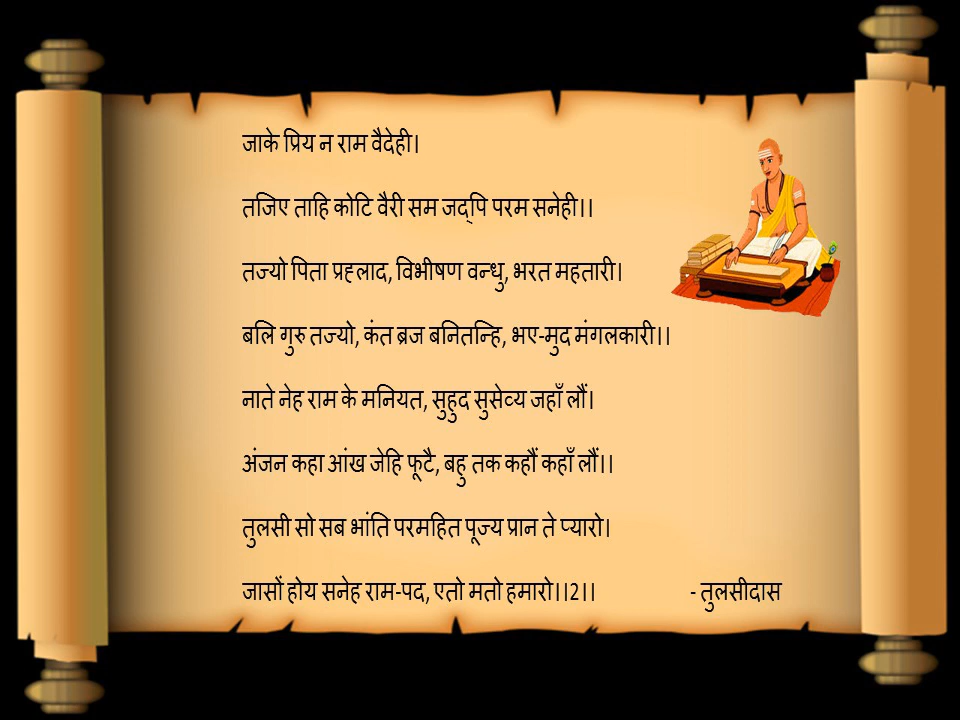 जाके प्रिय न राम वैदेही।
तजिए ताहि कोटि वैरी सम जद्पि परम सनेही।।
तज्यो पिता प्रह्लाद, विभीषण वन्धु, भरत महतारी।
बलि गुरु तज्यो, कंत ब्रज बनितन्हि, भए-मुद मंगलकारी।।
नाते नेह राम के मनियत, सुहुद सुसेव्य जहाँ लौं।
अंजन कहा आंख जेहि फूटै, बहु तक कहौं कहाँ लौं।।
तुलसी सो सब भांति परमहित पूज्य प्रान ते प्यारो।
जासों होय सनेह राम-पद, एतो मतो हमारो।।2।। - तुलसीदास